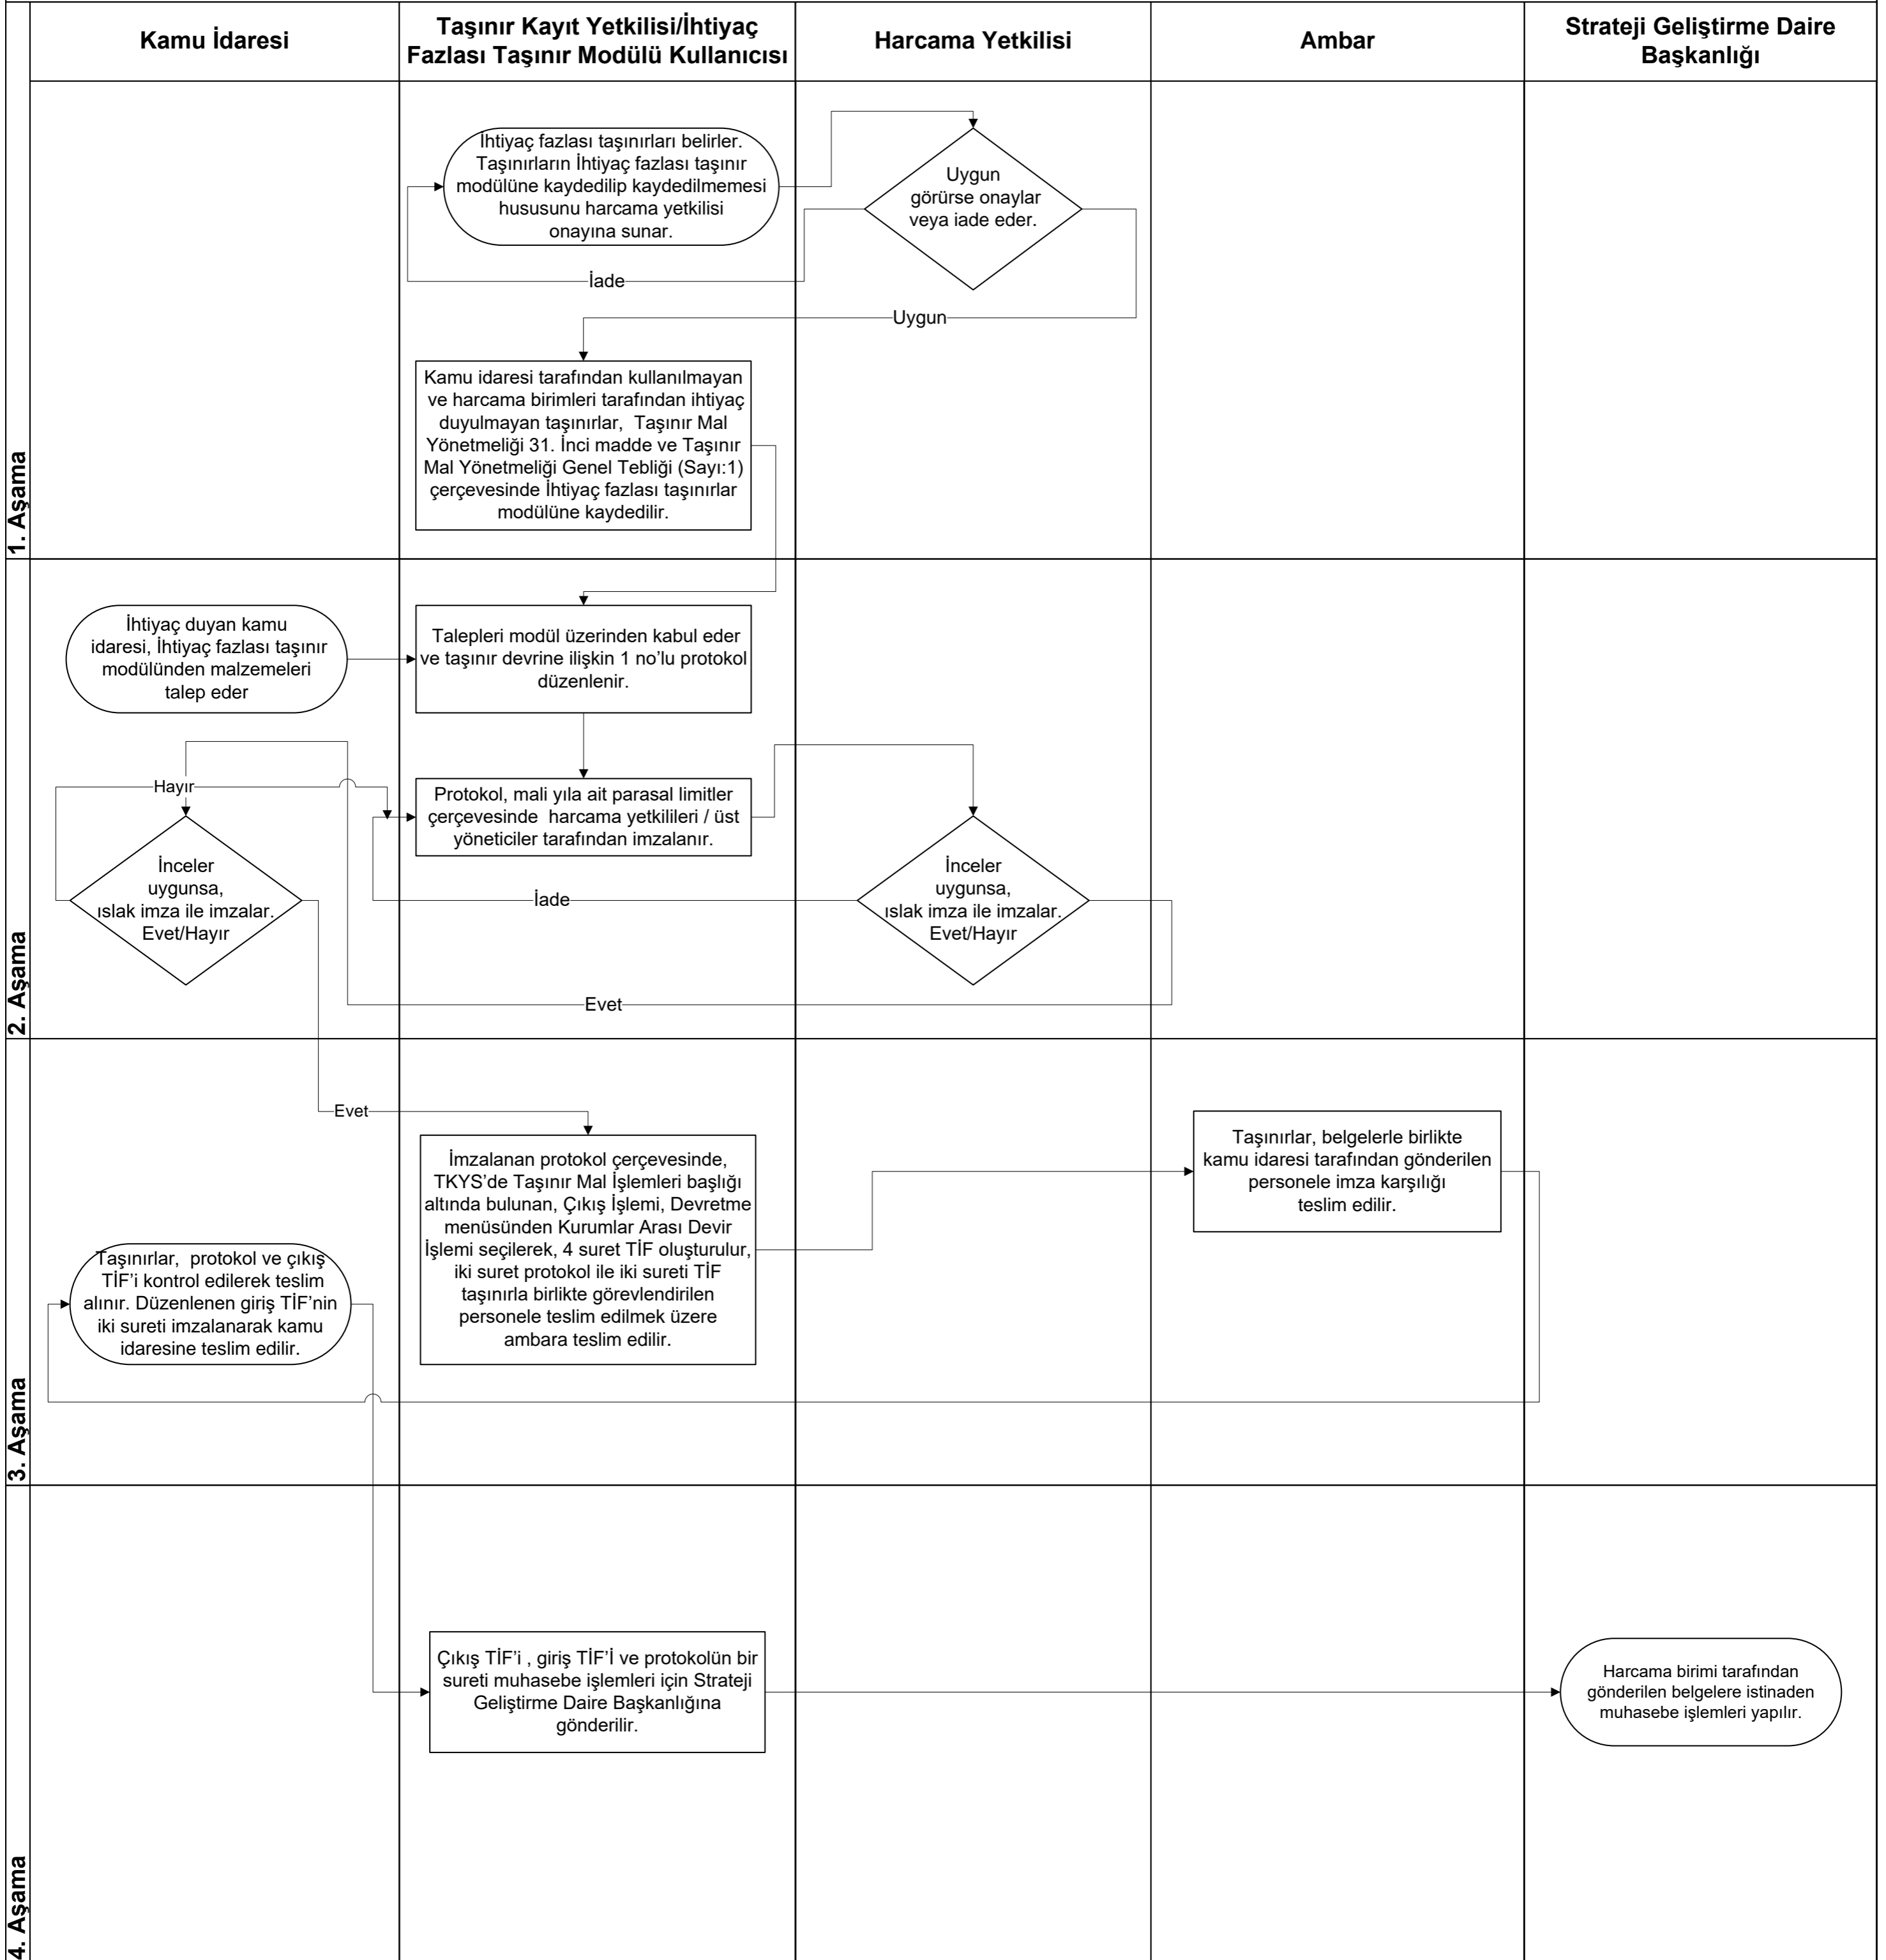 Kamu İdaresi
Taşınır Kayıt Yetkilisi/İhtiyaç
Fazlası Taşınır Modülü Kullanıcısı
Harcama Yetkilisi
Ambar
Strateji Geliştirme Daire
Başkanlığı
1. Aşama
İhtiyaç fazlası taşınırları belirler.
Taşınırların İhtiyaç fazlası taşınır
modülüne kaydedilip kaydedilmemesi
hususunu harcama yetkilisi
onayına sunar.
Uygun
görürse onaylar
veya iade eder.
İade
Uygun
Kamu idaresi tarafından kullanılmayan
ve harcama birimleri tarafından ihtiyaç
duyulmayan taşınırlar, Taşınır Mal
Yönetmeliği 31. İnci madde ve Taşınır
Mal Yönetmeliği Genel Tebliği (Sayı:1)
çerçevesinde İhtiyaç fazlası taşınırlar
modülüne kaydedilir.
2. Aşama
İhtiyaç duyan kamu
idaresi, İhtiyaç fazlası taşınır
modülünden malzemeleri
talep eder
Talepleri modül üzerinden kabul eder
ve taşınır devrine ilişkin 1 no’lu protokol
düzenlenir.
Hayır
Protokol, mali yıla ait parasal limitler
çerçevesinde harcama yetkilileri / üst
yöneticiler tarafından imzalanır.
İnceler
uygunsa,
ıslak imza ile imzalar.
Evet/Hayır
İade
İnceler
uygunsa,
ıslak imza ile imzalar.
Evet/Hayır
Evet
3. Aşama
Evet
İmzalanan protokol çerçevesinde,
TKYS’de Taşınır Mal İşlemleri başlığı
altında bulunan, Çıkış İşlemi, Devretme
menüsünden Kurumlar Arası Devir
İşlemi seçilerek, 4 suret TİF oluşturulur,
iki suret protokol ile iki sureti TİF
taşınırla birlikte görevlendirilen
personele teslim edilmek üzere
ambara teslim edilir.
Taşınırlar, belgelerle birlikte
kamu idaresi tarafından gönderilen
personele imza karşılığı
teslim edilir.
Taşınırlar, protokol ve çıkış
TİF’i kontrol edilerek teslim
alınır. Düzenlenen giriş TİF’nin
iki sureti imzalanarak kamu
idaresine teslim edilir.
4. Aşama
Çıkış TİF’i , giriş TİF’İ ve protokolün bir
sureti muhasebe işlemleri için Strateji
Geliştirme Daire Başkanlığına
gönderilir.
Harcama birimi tarafından
gönderilen belgelere istinaden
muhasebe işlemleri yapılır.